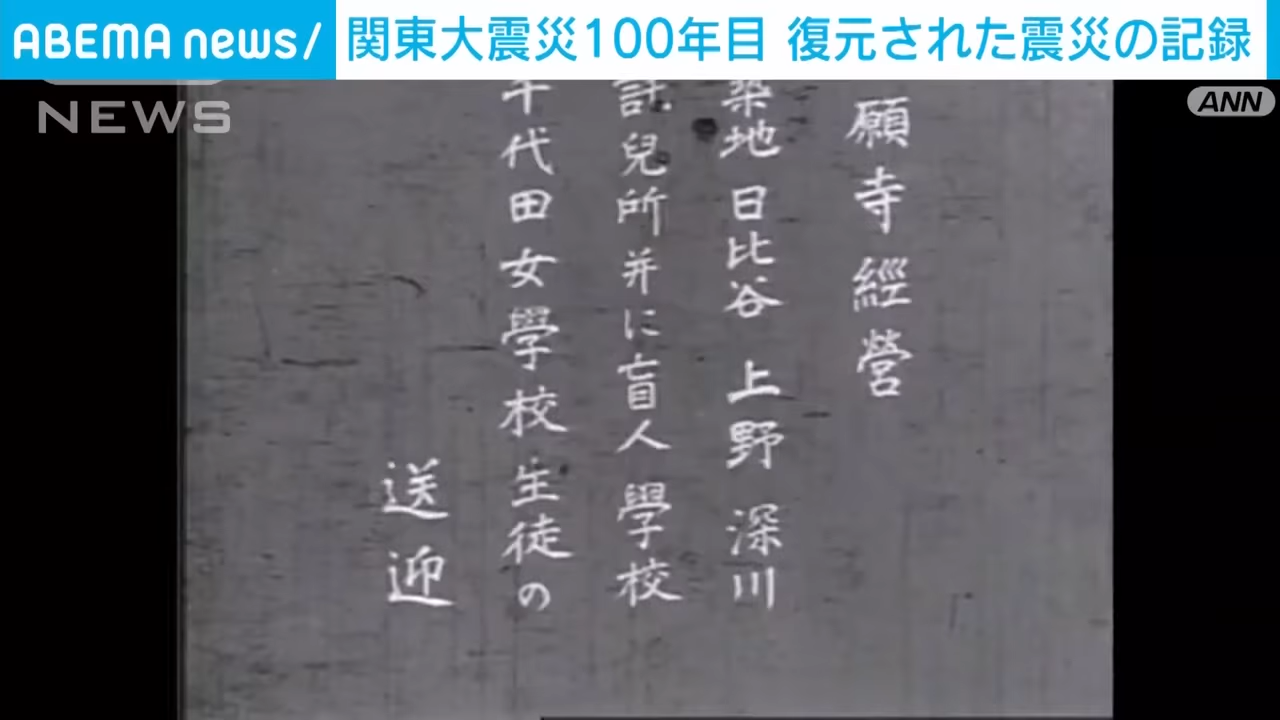 ABEMA news/
関東大震災100年目 復元された震災の記録
NEWS
ANN
願寺經營
築地 日比谷 上野 深川
託兒所并に盲人學校
千代田女學校生徒の
送迎